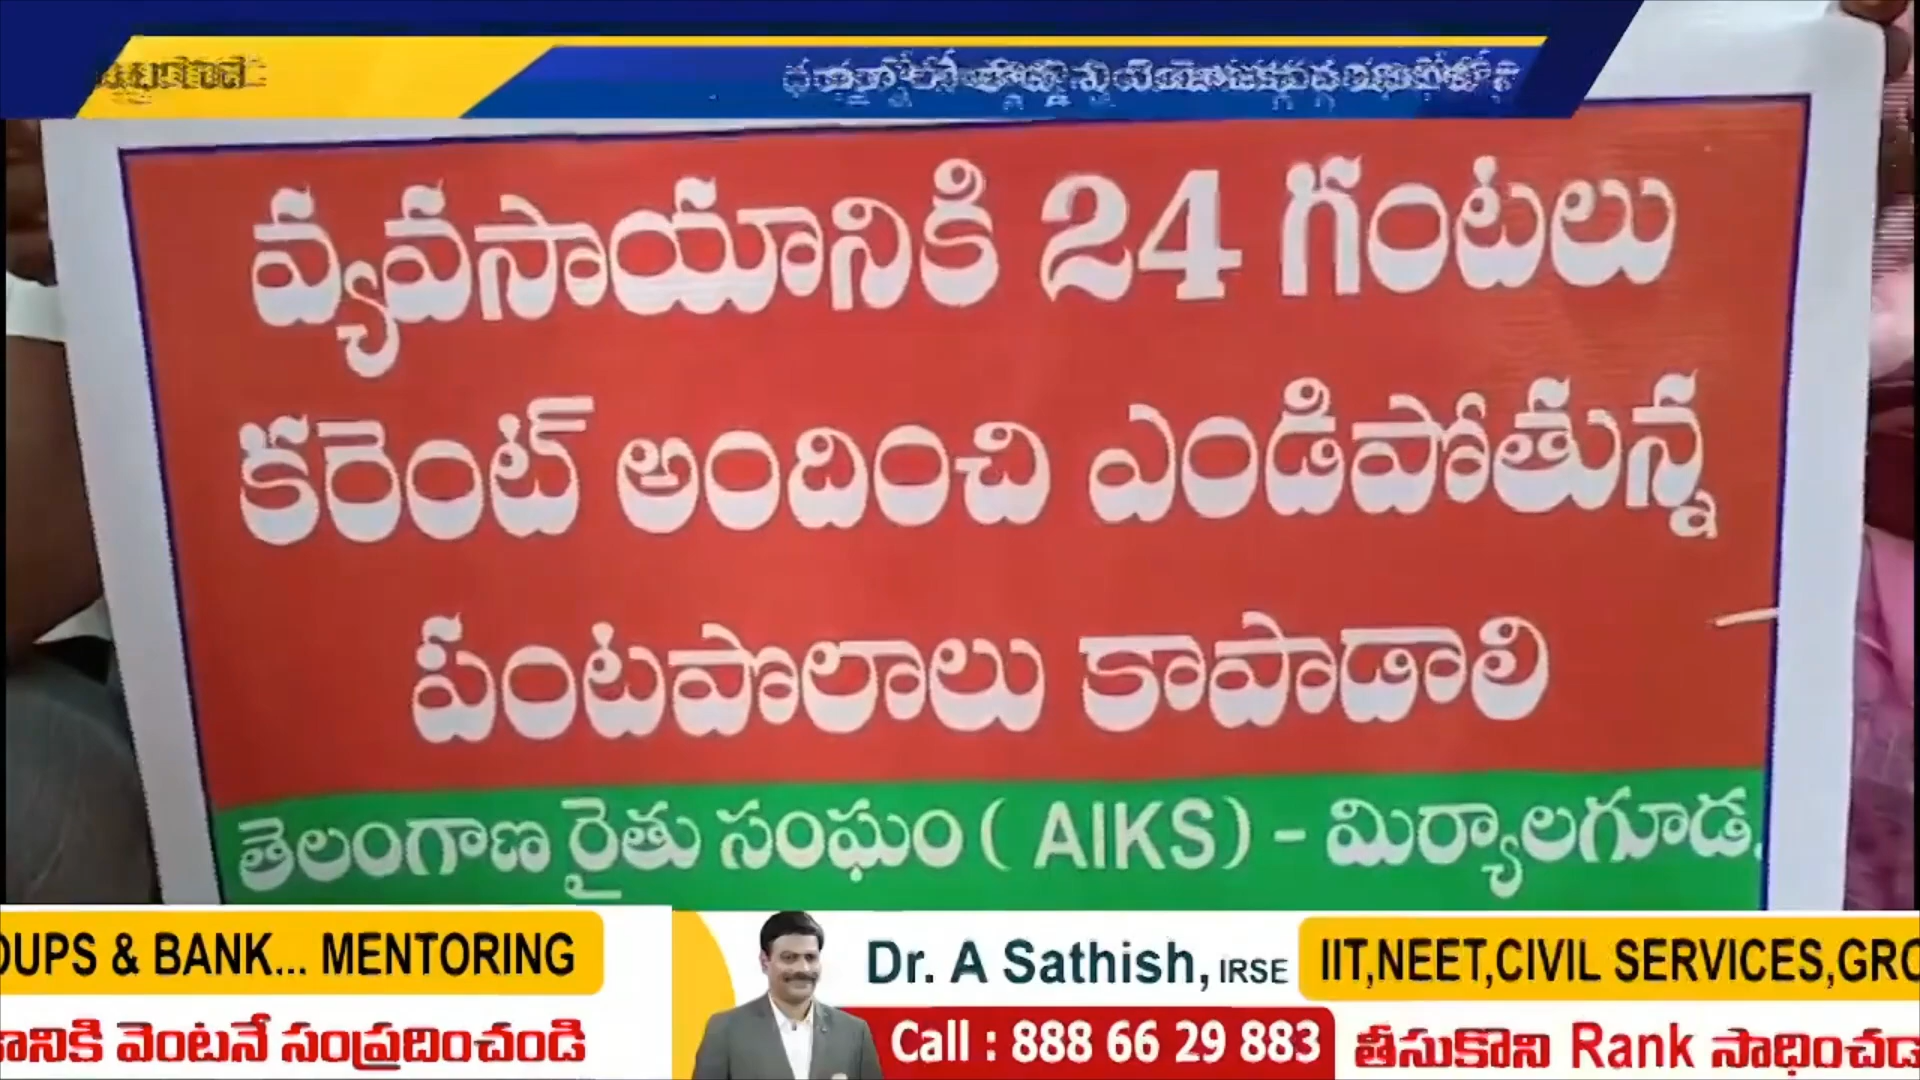 వ్యవసాయానికి 24 గంటలు
కరెంట్ అందించి ఎండిపోతున్న
పంటపొలాలు కాపాడాలి
తెలంగాణ రైతు సంఘం ( AIKS ) - మిర్యాలగూడ.
OUPS & BANK... MENTORING
Dr. A Sathish, IRSE
IIT,NEET,CIVIL SERVICES,GRO
ానికి వెంటనే సంప్రదించండి
Call : 888 66 29 883
తీసుకొని Rank సాధించడ